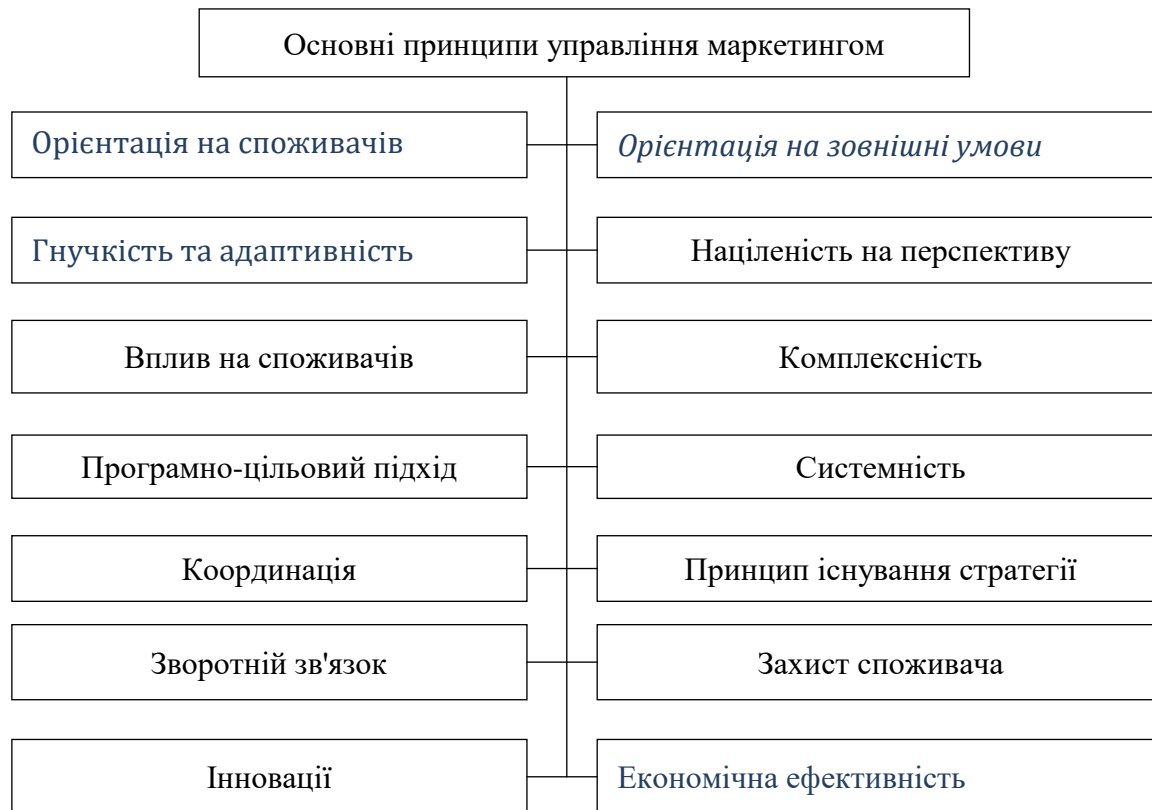 Основні принципи управління маркетингом
Орієнтація на споживачів
Орієнтація на зовнішні умови
Гнучкість та адаптивність
Націленість на перспективу
Вплив на споживачів
Комплексність
Програмно-цільовий підхід
Системність
Координація
Принцип існування стратегії
Зворотній зв'язок
Захист споживача
Інновації
Економічна ефективність